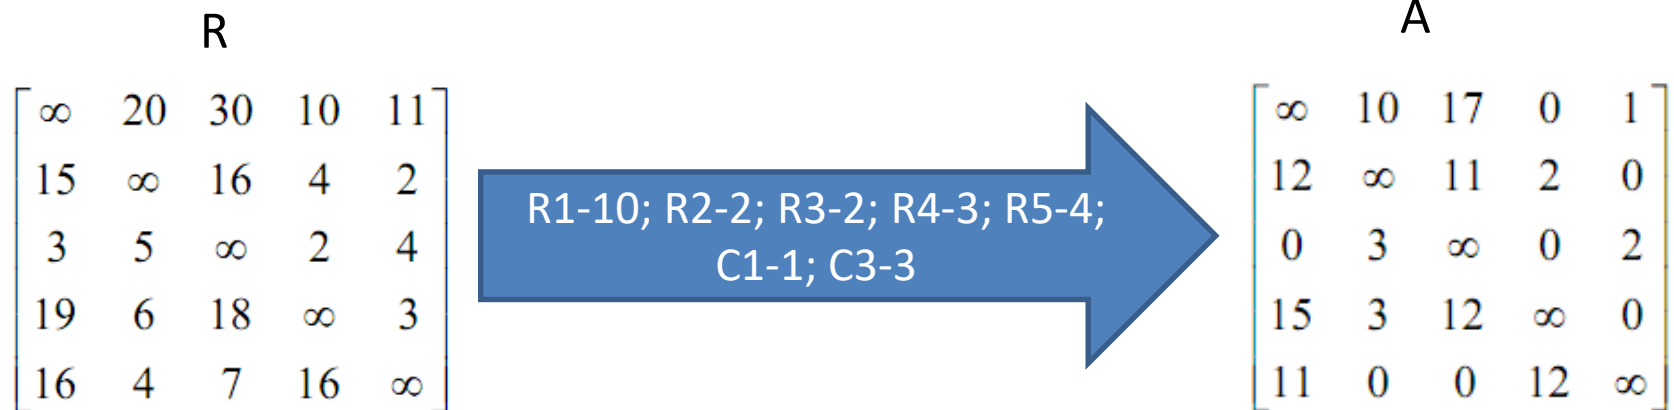 R
∞ 20 30 10 11
15 ∞ 16 4 2
3 5 ∞ 2 4
19 6 18 ∞ 3
16 4 7 16 ∞
R1-10; R2-2; R3-2; R4-3; R5-4;
C1-1; C3-3
A
∞ 10 17 0 1
12 ∞ 11 2 0
0 3 ∞ 0 2
15 3 12 ∞ 0
11 0 0 12 ∞